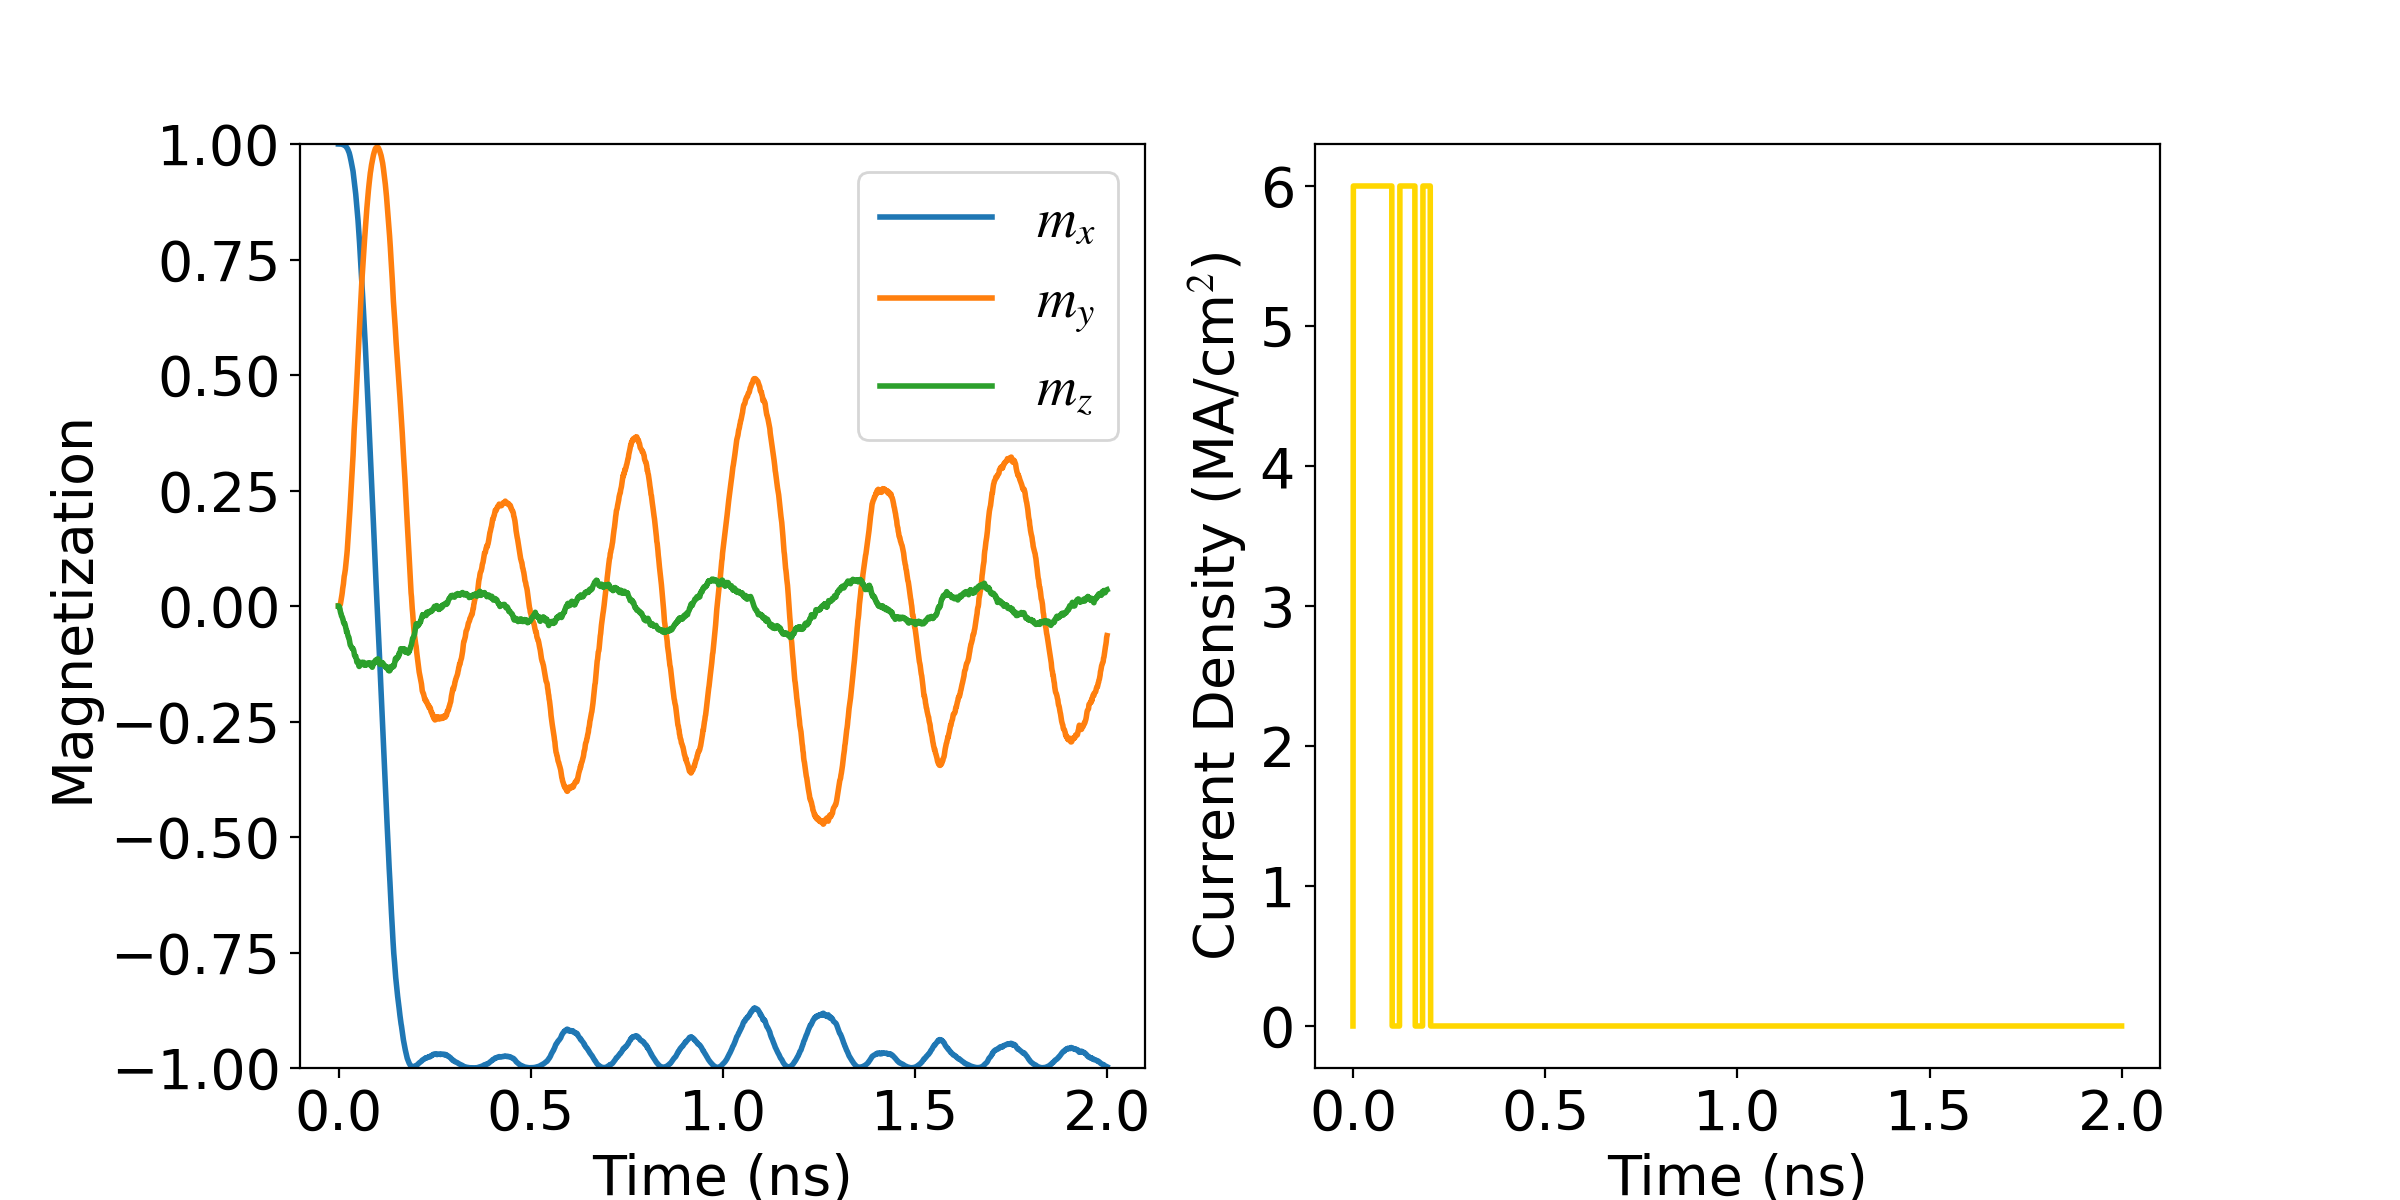 Magnetization
1.00
0.75
0.50
0.25
0.00
−0.25
−0.50
−0.75
−1.00
0.0 0.5 1.0 1.5 2.0
Time (ns)
m_x
m_y
m_z
Current Density (MA/cm²)
6
5
4
3
2
1
0
0.0 0.5 1.0 1.5 2.0
Time (ns)